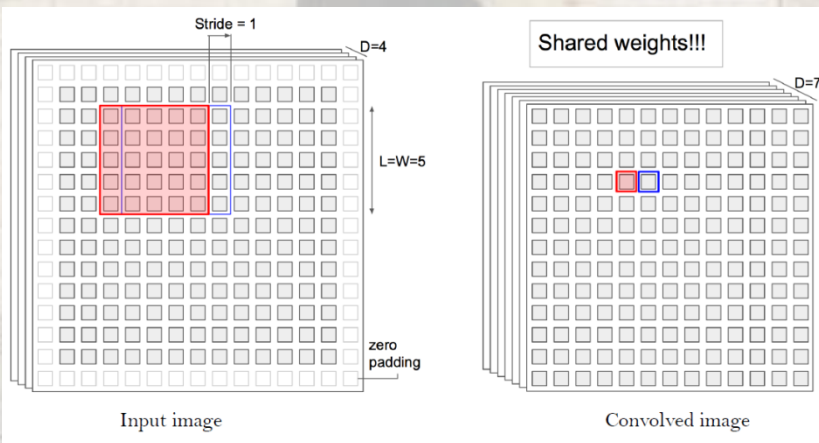 Stride = 1
D=4
L=W=5
zero
padding
Input image
Shared weights!!!
D=7
Convolved image